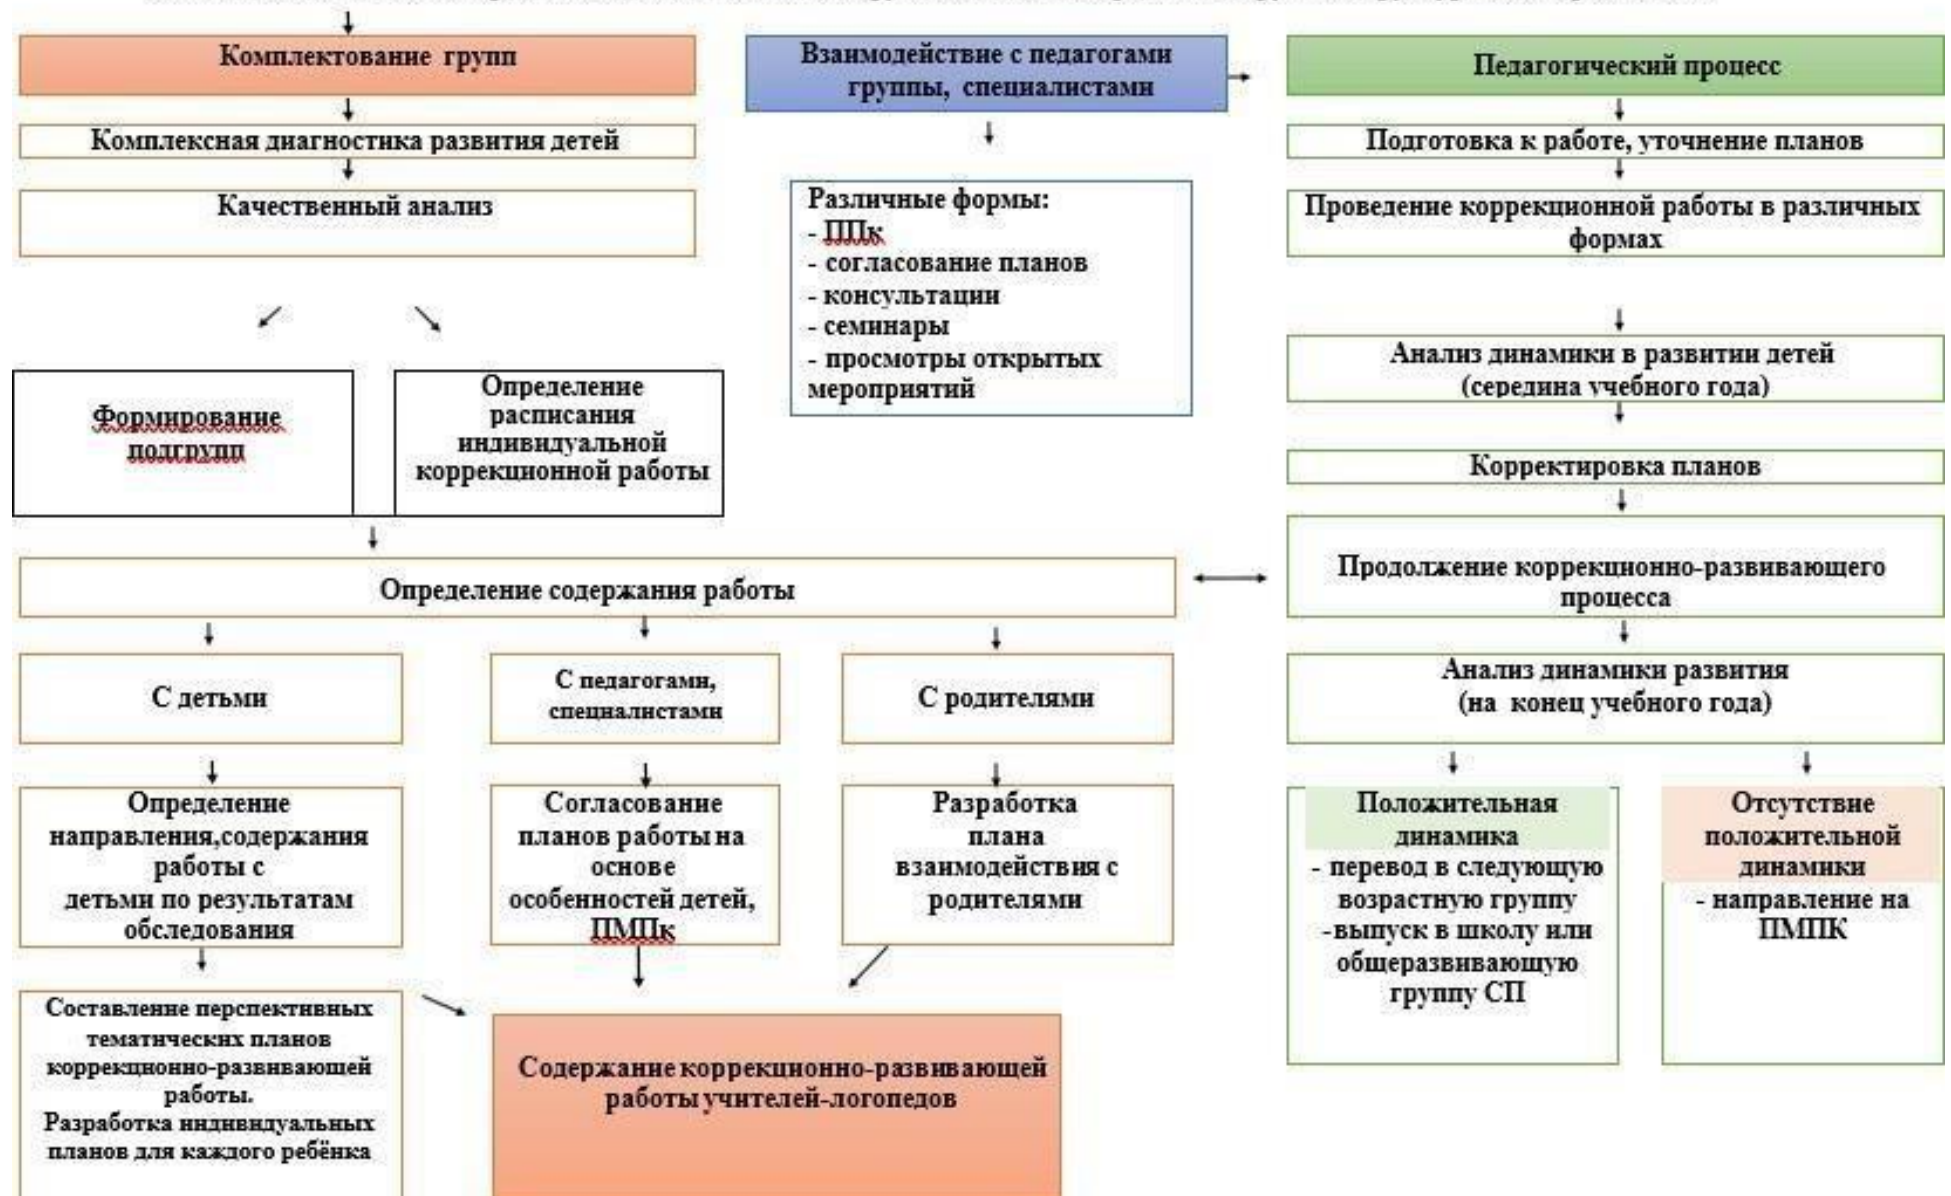 Комплектование групп
Комплексная диагностика развития детей
Качественный анализ
Формирование
подгрупп
Определение
расписания
индивидуальной
коррекционной работы
Взаимодействие с педагогами
группы, специалистами
Различные формы:
- ППк
- согласование планов
- консультации
- семинары
- просмотры открытых
мероприятий
Педагогический процесс
Подготовка к работе, уточнение планов
Проведение коррекционной работы в различных
формах
Анализ динамики в развитии детей
(середина учебного года)
Корректировка планов
Продолжение коррекционно-развивающего
процесса
Анализ динамики развития
(на конец учебного года)
Положительная
динамика
- перевод в следующую
возрастную группу
-выпуск в школу или
общеразвивающую
группу СП
Отсутствие
положительной
динамики
- направление на
ПМПК
Определение содержания работы
С детьми
С педагогами,
специалистами
С родителями
Определение
направления,содержания
работы с
детьми по результатам
обследования
Согласование
планов работы на
основе
особенностей детей,
ПМПк
Разработка
плана
взаимодействия с
родителями
Составление перспективных
тематических планов
коррекционно-развивающей
работы.
Разработка индивидуальных
планов для каждого ребёнка
Содержание коррекционно-развивающей
работы учителей-логопедов